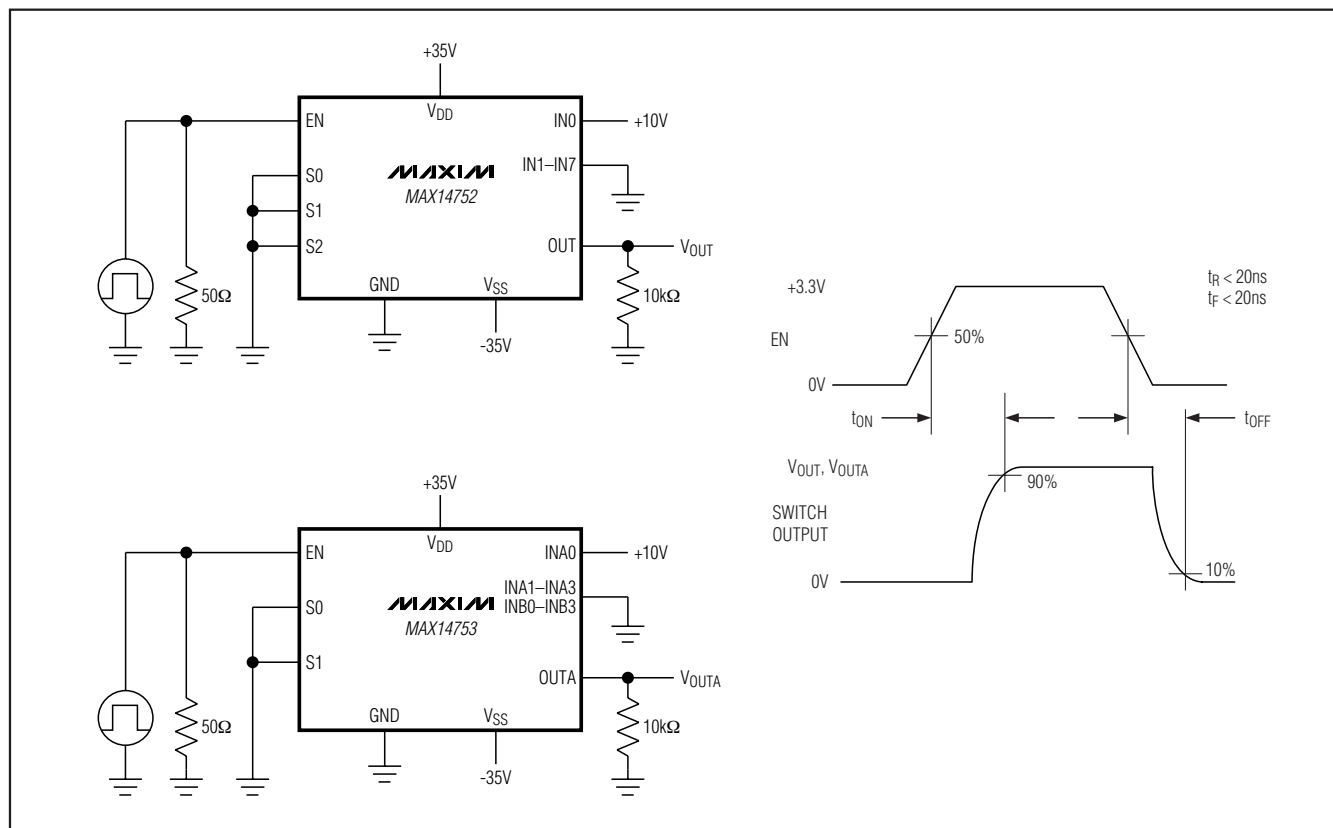 +35V
VDD
EN
IN0
+10V
IN1–IN7
S0
MAXIM
MAX14752
S1
S2
OUT
VOUT
GND
VSS
50Ω
10kΩ
-35V
+35V
VDD
EN
INA0
+10V
INA1–INA3
INB0–INB3
S0
MAXIM
MAX14753
S1
OUTA
VOUTA
GND
VSS
50Ω
10kΩ
-35V
tR < 20ns
tF < 20ns
+3.3V
EN
50%
0V
tON
tOFF
VOUT, VOUTA
90%
SWITCH
OUTPUT
10%
0V